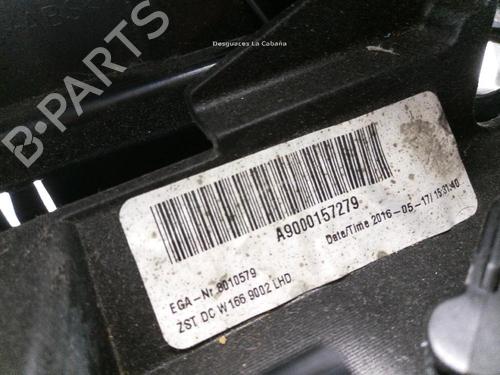 ABS
Desguaces La Cabaña
B-PARTS
A9000157279
Date/Time 2016-05-17/ 15:31:40
EGA-Nr 8010579
ZST DC W166 9002 LHD